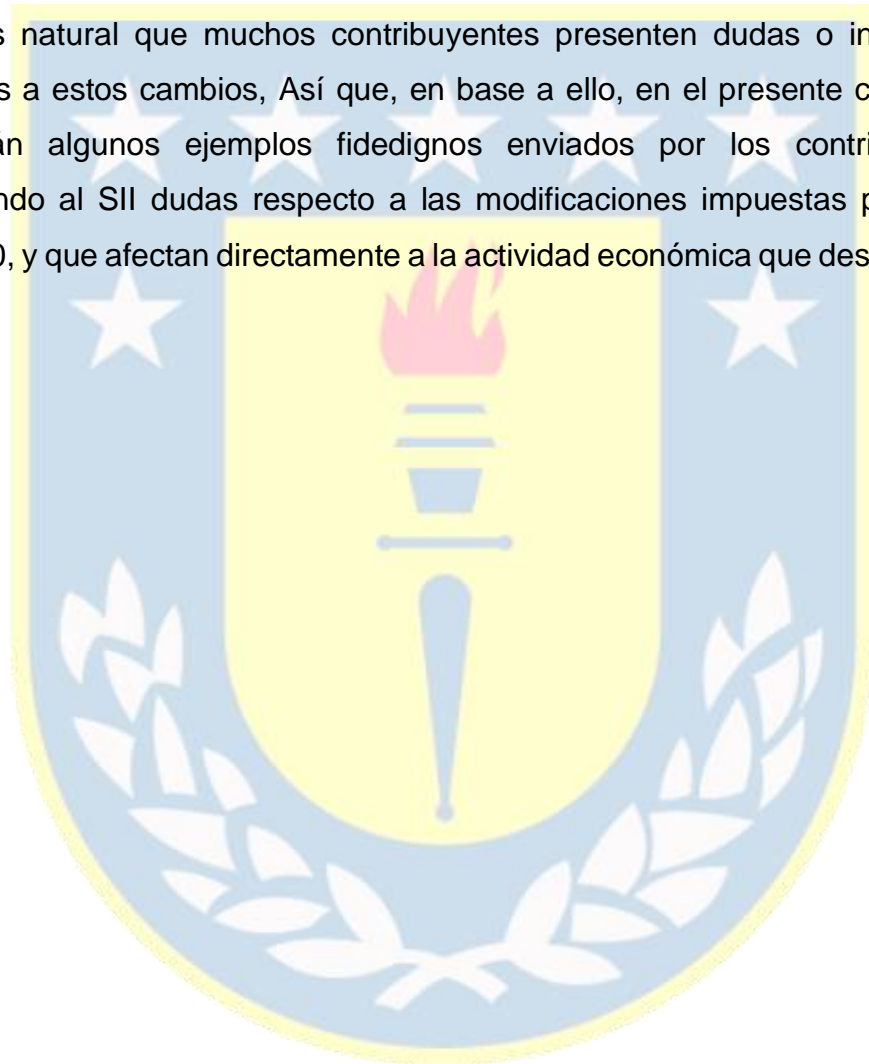 s natural que muchos contribuyentes presenten dudas o in
s a estos cambios, Así que, en base a ello, en el presente c
án algunos ejemplos fidedignos enviados por los contri
ndo al SII dudas respecto a las modificaciones impuestas p
0, y que afectan directamente a la actividad económica que des